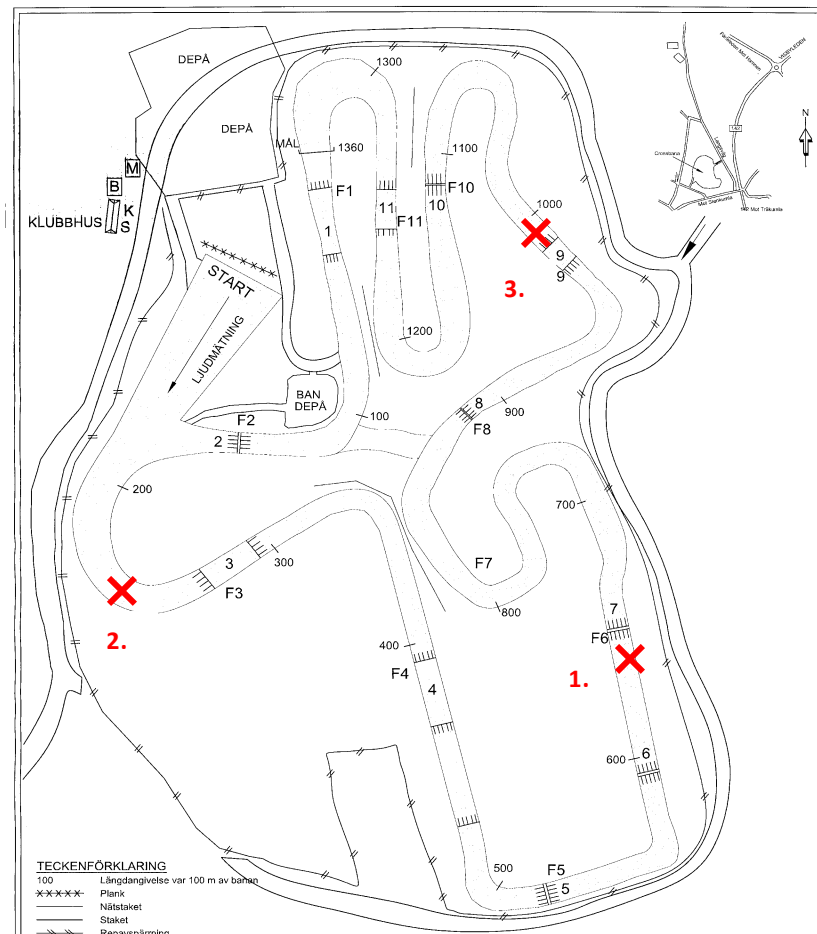 DEPÅ
DEPÅ
1300
MÅL
1360
1100
1000
F1
F10
F11
11
10
1
9
9
3.
N
142
Crossbana
M
B
K
S
KLUBBHUS
START
LJUDMÄTNING
BAN
DEPÅ
1200
100
900
8
F8
F2
2
200
700
F7
800
3
F3
300
2.
400
F4
4
7
F6
1.
600
6
500
F5
5
TECKENFÖRKLARING
100 Längdangivelse var 100 m av banan
Plank
Nätstaket
Staket
Repavspärrning